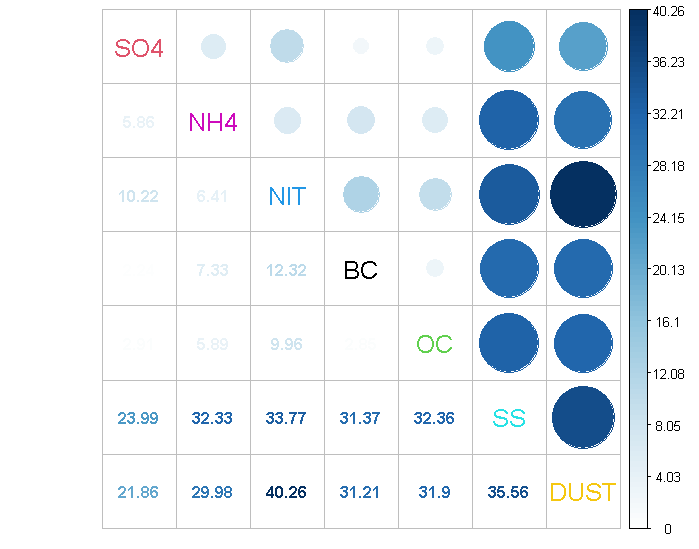 SO4
5.86 NH4
10.22 6.41 NIT
7.33 12.32 BC
5.89 9.96 OC
23.99 32.33 33.77 31.37 32.36 SS
21.86 29.98 40.26 31.21 31.9 35.56 DUST
40.26
36.23
32.21
28.18
24.15
20.13
16.1
12.08
8.05
4.03
0